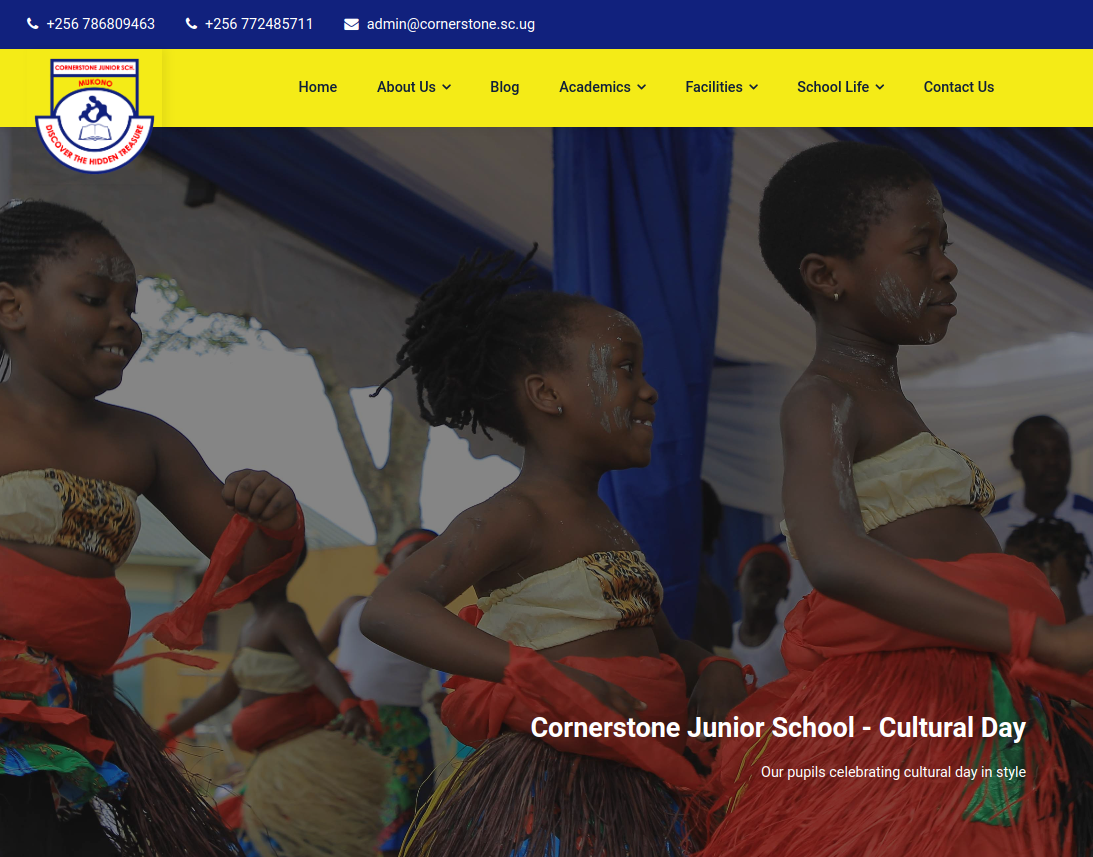 +256 786809463 +256 772485711 admin@cornerstone.sc.ug
CORNERSTONE JUNIOR SCH.
MUKONO
DISCOVER THE HIDDEN TREASURE
Home About Us Blog Academics Facilities School Life Contact Us
Cornerstone Junior School - Cultural Day
Our pupils celebrating cultural day in style